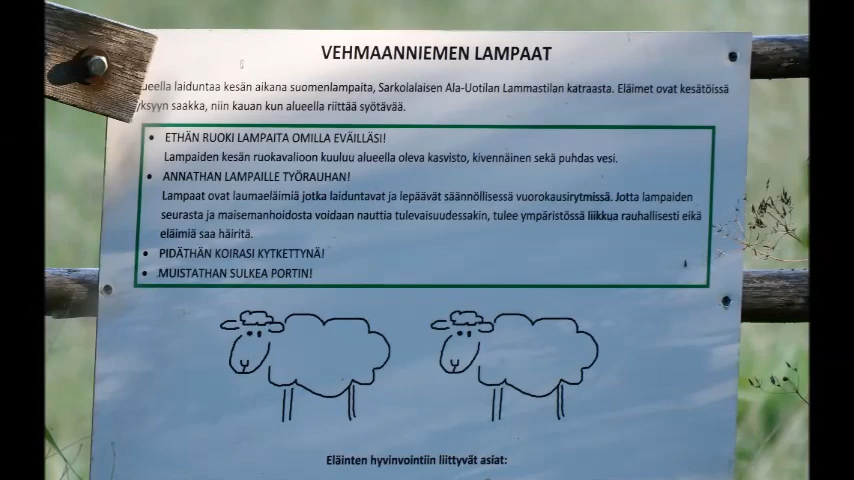 VEHMAANNIEMEN LAMPAAT
laiduntaa kesän aikana suomenlampaita, Sarkolalaisen Ala-Uotilan Lammastilan katraasta. Eläimet ovat kesätöissä
saakka, niin kauan kun alueella riittää syötävää.
• ETHÄN RUOKI LAMPAITA OMILLA EVÄILLÄSI!
Lampaiden kesän ruokavalioon kuuluu alueella oleva kasvisto, kivennäinen sekä puhdas vesi.
• ANNATHAN LAMPAILLE TYÖRAUHAN!
Lampaat ovat laumaeläimiä jotka laiduntavat ja lepäävät säännöllisessä vuorokausirytmissä. Jotta lampaiden
seurasta ja maisemanhoidosta voidaan nauttia tulevaisuudessakin, tulee ympäristössä liikkua rauhallisesti eikä
eläimiä saa häiritä.
• PIDÄTHÄN KOIRASI KYTKETTYNÄ!
• MUISTATHAN SULKEA PORTIN!
Eläinten hyvinvointiin liittyvät asiat: